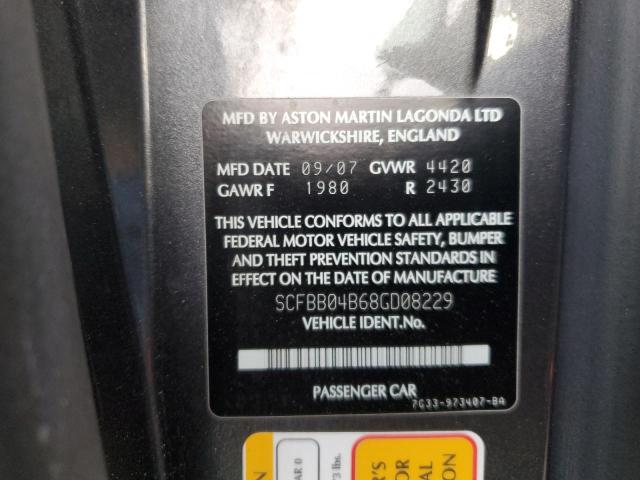 MFD BY ASTON MARTIN LAGONDA LTD
WARWICKSHIRE, ENGLAND
MFD DATE 09/07 GVWR 4420
GAWR F 1980 R 2430
THIS VEHICLE CONFORMS TO ALL APPLICABLE
FEDERAL MOTOR VEHICLE SAFETY, BUMPER
AND THEFT PREVENTION STANDARDS IN
EFFECT ON THE DATE OF MANUFACTURE
SCFBB04B68GD08229
VEHICLE IDENT.No.
PASSENGER CAR
7G33-973407-BA